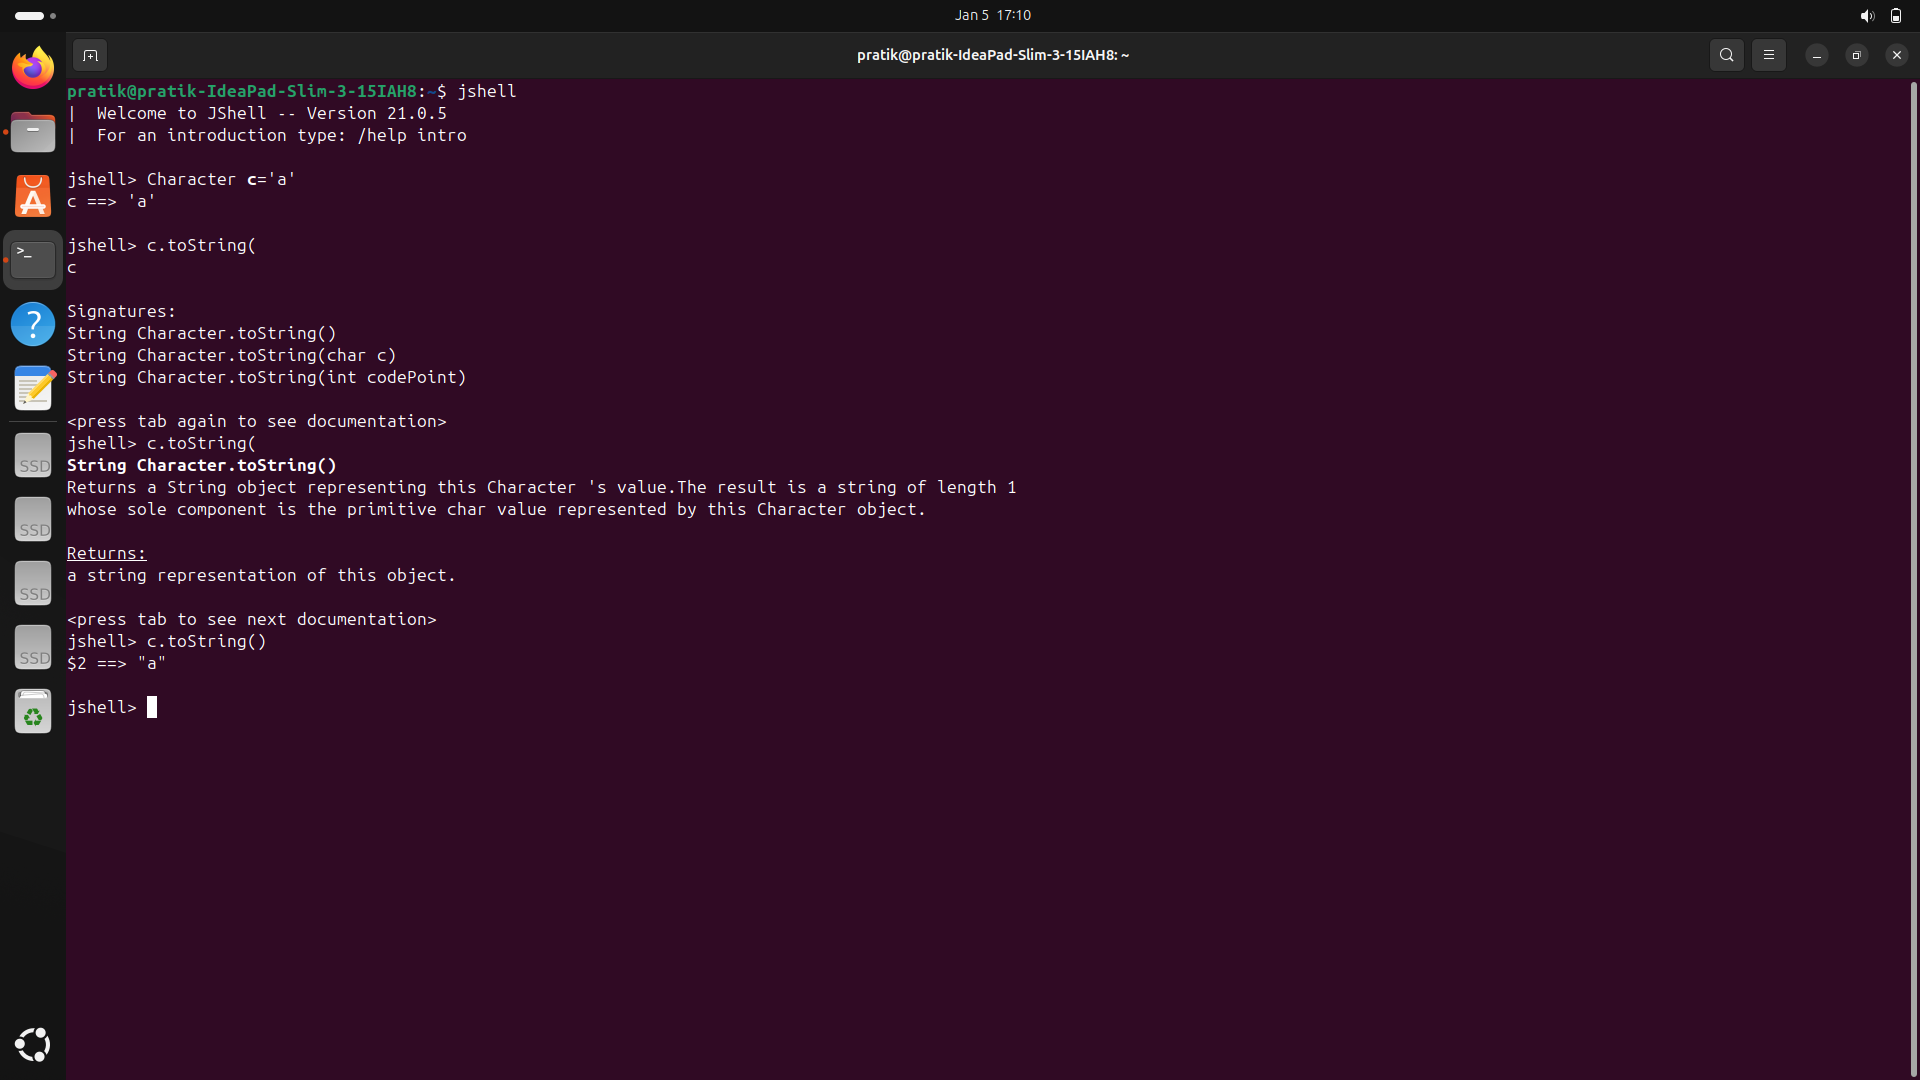 Jan 5 17:10
pratik@pratik-IdeaPad-Slim-3-15IAH8: ~
pratik@pratik-IdeaPad-Slim-3-15IAH8:~$ jshell
|  Welcome to JShell -- Version 21.0.5
|  For an introduction type: /help intro
jshell> Character c='a'
c ==> 'a'
jshell> c.toString(
c
Signatures:
String Character.toString()
String Character.toString(char c)
String Character.toString(int codePoint)
<press tab again to see documentation>
jshell> c.toString(
String Character.toString()
Returns a String object representing this Character 's value.The result is a string of length 1
whose sole component is the primitive char value represented by this Character object.
Returns:
a string representation of this object.
<press tab to see next documentation>
jshell> c.toString()
$2 ==> "a"
jshell>
>_
?
SSD
SSD
SSD
SSD